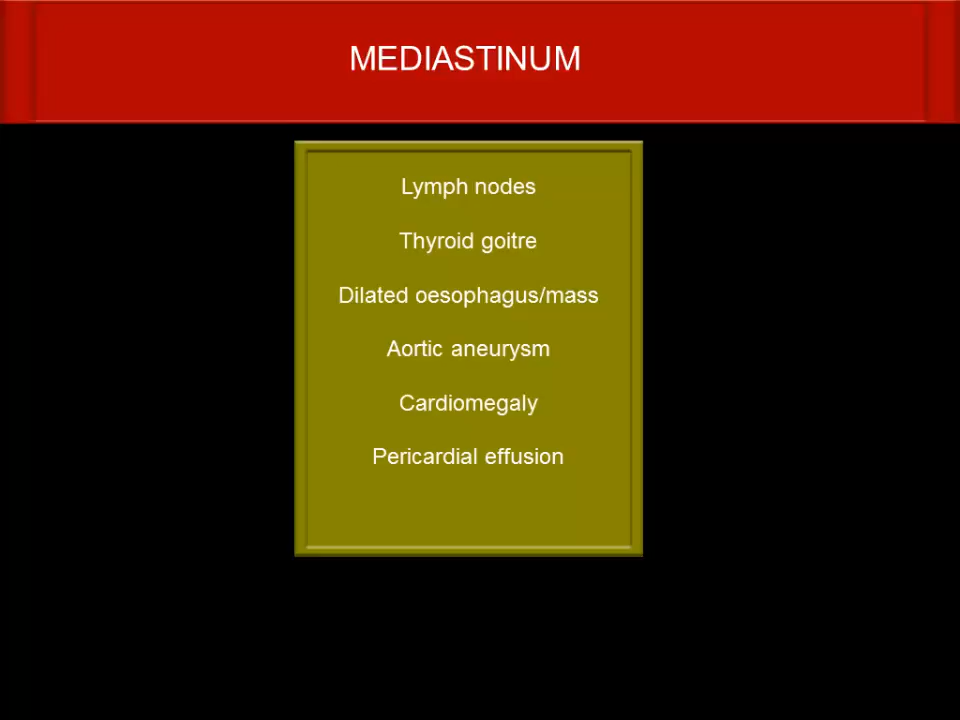 MEDIASTINUM
Lymph nodes
Thyroid goitre
Dilated oesophagus/mass
Aortic aneurysm
Cardiomegaly
Pericardial effusion